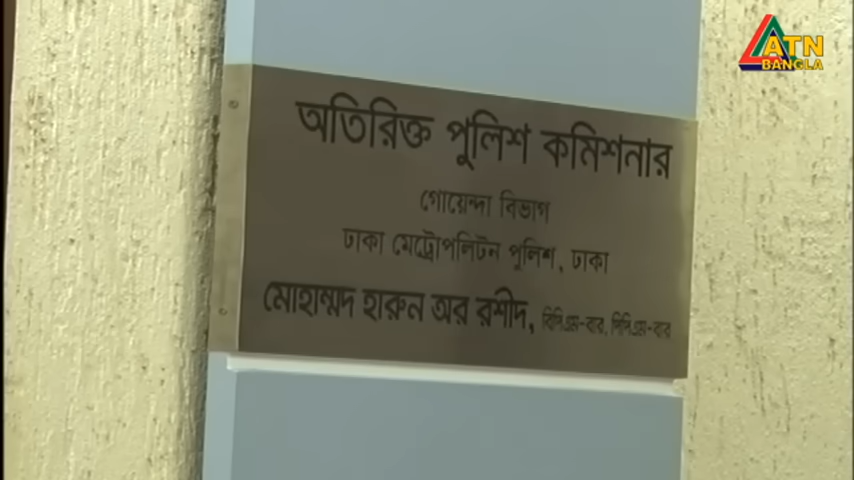 ATN
BANGLA
অতিরিক্ত পুলিশ কমিশনার
গোয়েন্দা বিভাগ
ঢাকা মেট্রোপলিটন পুলিশ, ঢাকা
মোহাম্মদ হারুন অর রশীদ, বিপিএম-বার, পিপিএম-বার